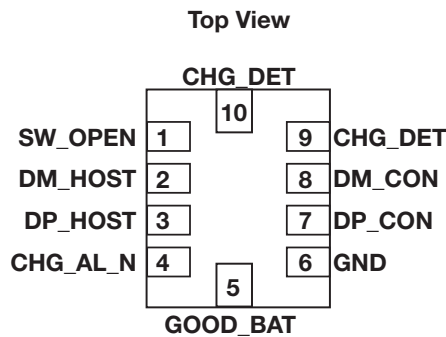 Top View
CHG_DET
10
SW_OPEN 1 9 CHG_DET
DM_HOST 2 8 DM_CON
DP_HOST 3 7 DP_CON
CHG_AL_N 4 6 GND
5
GOOD_BAT